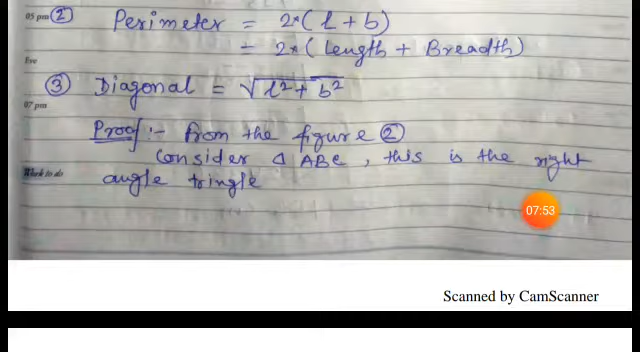 05 pm ② Perimeter = 2*(l+b)
= 2*(Length + Breadth)
Eve
③ Diagonal = √l²+b²
07 pm
Proof:- from the figure ②
Consider Δ ABC, this is the right
Work to do angle tringle
07:53
Scanned by CamScanner